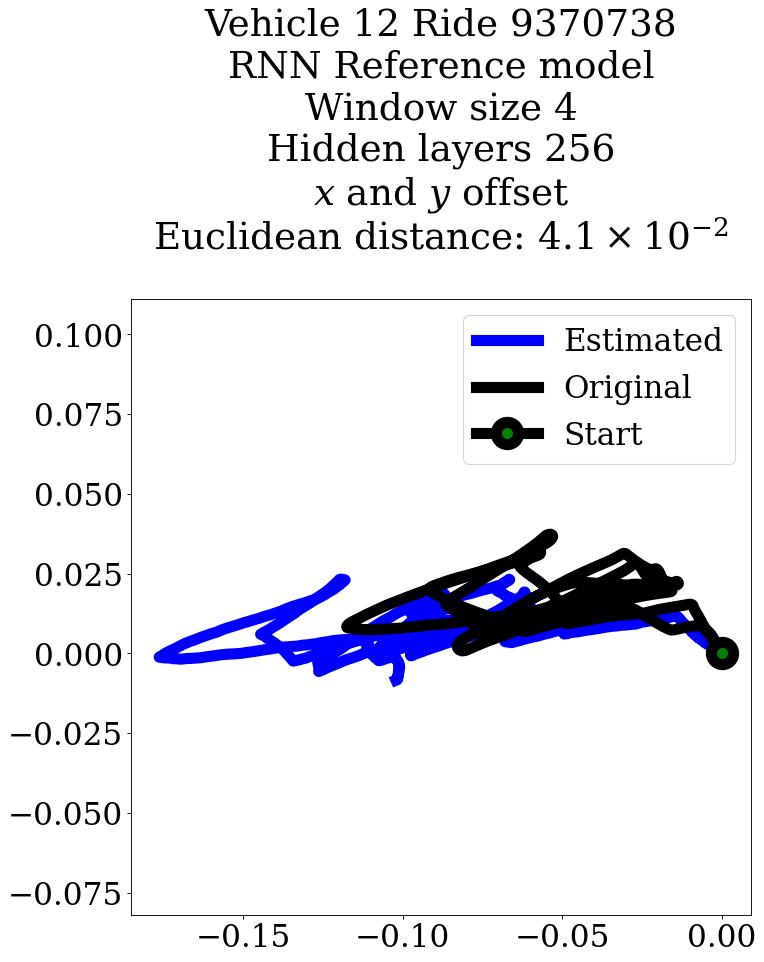 Vehicle 12 Ride 9370738
RNN Reference model
Window size 4
Hidden layers 256
x and y offset
Euclidean distance: 4.1 × 10⁻²
Estimated
Original
Start
0.100
0.075
0.050
0.025
0.000
−0.025
−0.050
−0.075
−0.15
−0.10
−0.05
0.00